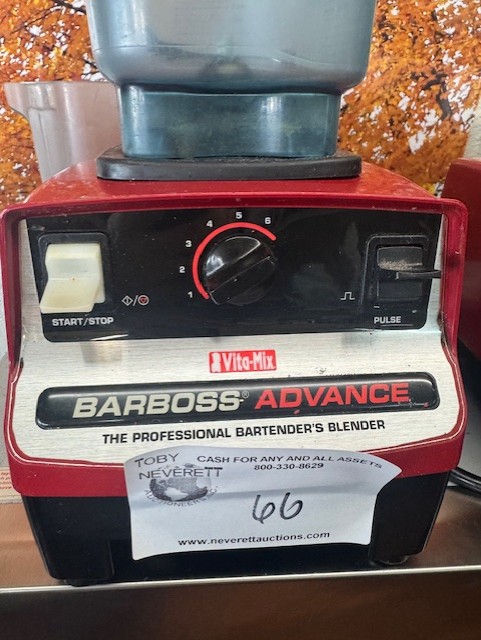 1 2 3 4 5 6
START/STOP
PULSE
Vita-Mix
BARBOSS® ADVANCE
THE PROFESSIONAL BARTENDER'S BLENDER
TOBY
NEVERETT
AUCTIONEERS
CASH FOR ANY AND ALL ASSETS
800-330-8629
66
www.neverettauctions.com